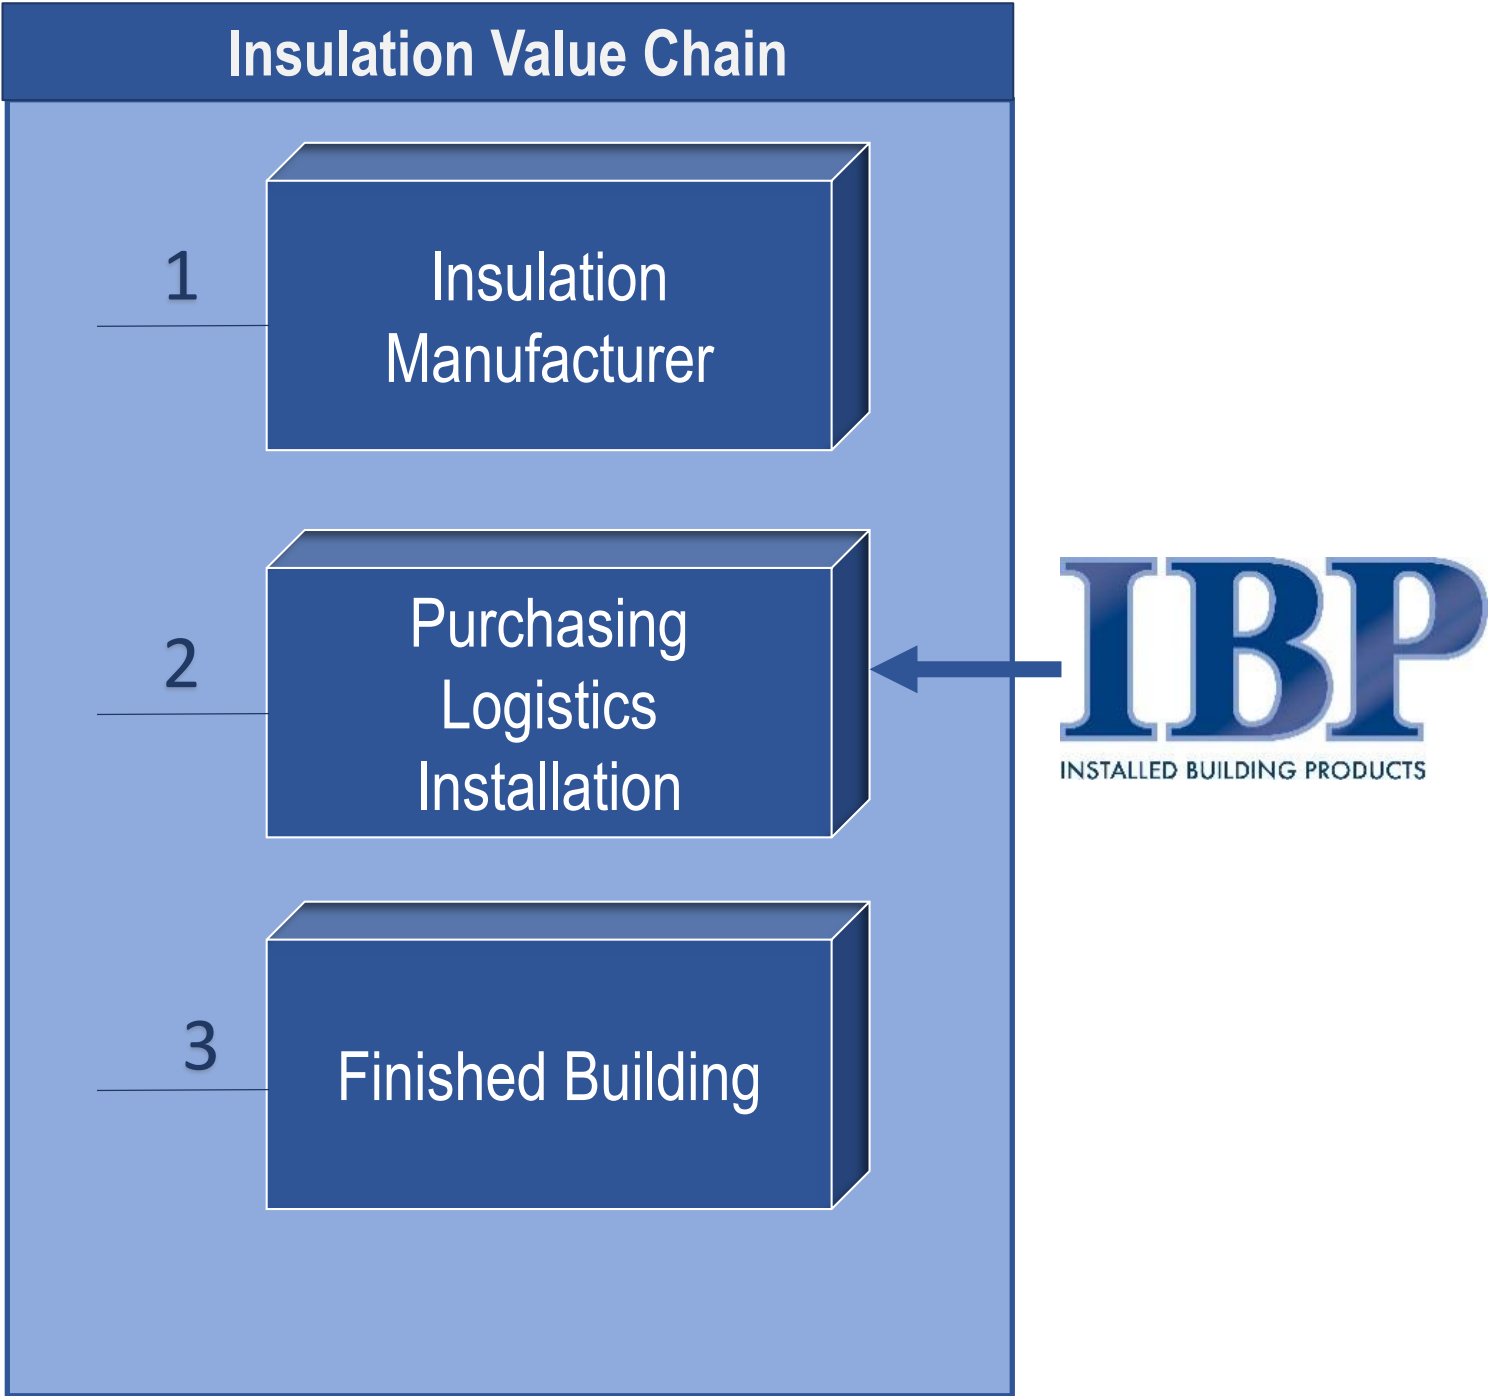 Insulation Value Chain
1
Insulation
Manufacturer
2
Purchasing
Logistics
Installation
IBP
INSTALLED BUILDING PRODUCTS
3
Finished Building